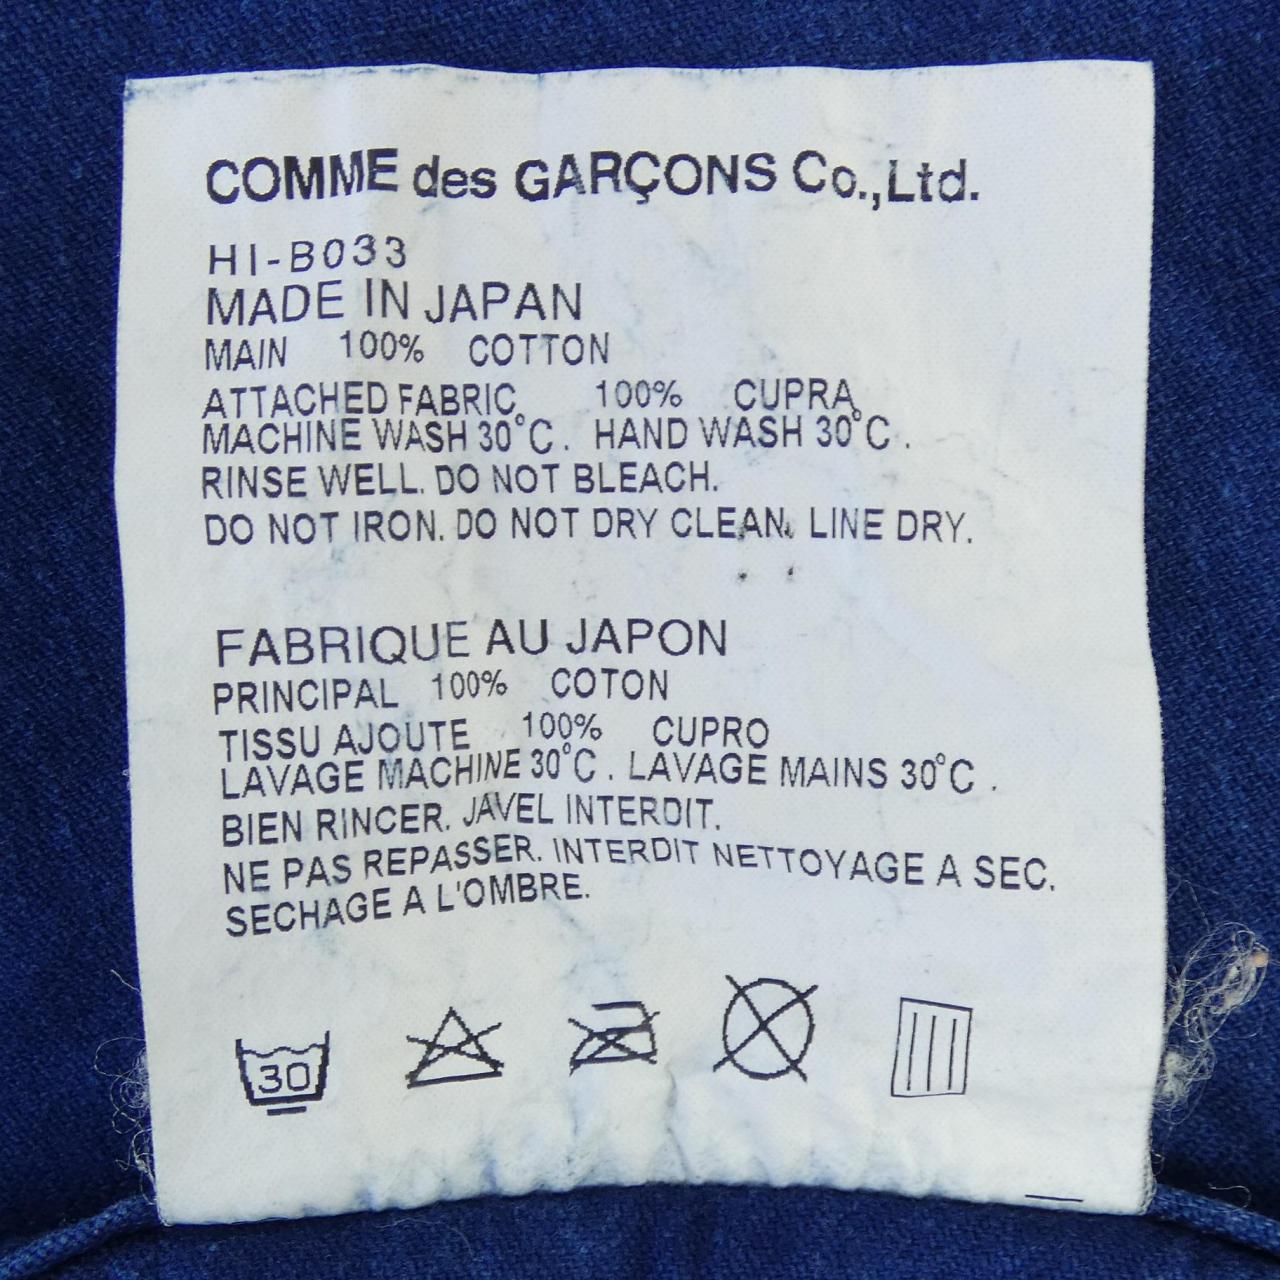 COMME des GARÇONS Co.,Ltd.
HI-B033
MADE IN JAPAN
MAIN 100% COTTON
ATTACHED FABRIC 100% CUPRA
MACHINE WASH 30°C. HAND WASH 30°C.
RINSE WELL. DO NOT BLEACH.
DO NOT IRON. DO NOT DRY CLEAN. LINE DRY.
FABRIQUE AU JAPON
PRINCIPAL 100% COTON
TISSU AJOUTE 100% CUPRO
LAVAGE MACHINE 30°C. LAVAGE MAINS 30°C.
BIEN RINCER. JAVEL INTERDIT.
NE PAS REPASSER. INTERDIT NETTOYAGE A SEC.
SECHAGE A L'OMBRE.
30